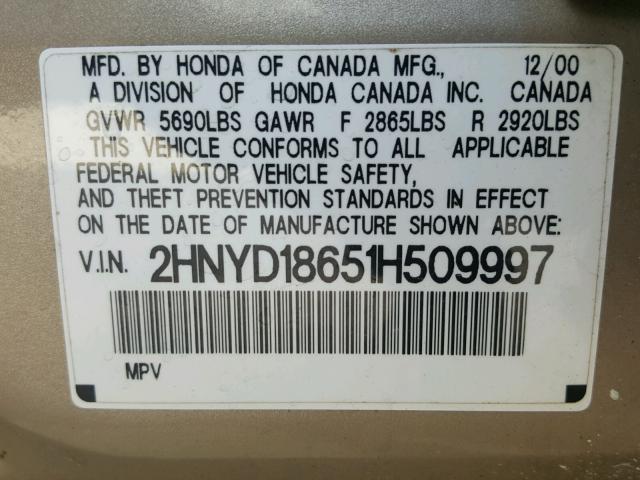 MFD. BY HONDA OF CANADA MFG., 12/00
A DIVISION OF HONDA CANADA INC. CANADA
GVWR 5690LBS GAWR F 2865LBS R 2920LBS
THIS VEHICLE CONFORMS TO ALL APPLICABLE
FEDERAL MOTOR VEHICLE SAFETY,
AND THEFT PREVENTION STANDARDS IN EFFECT
ON THE DATE OF MANUFACTURE SHOWN ABOVE:
V.I.N. 2HNYD18651H509997
MPV